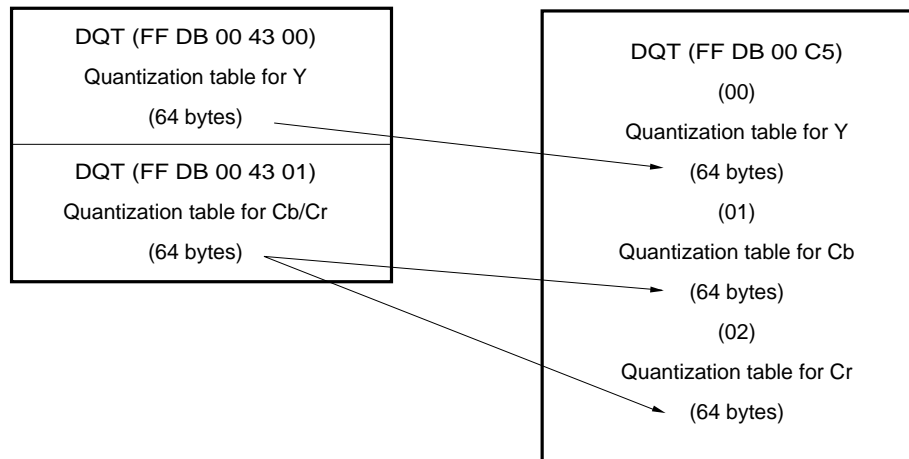 DQT (FF DB 00 43 00)
Quantization table for Y
(64 bytes)
DQT (FF DB 00 43 01)
Quantization table for Cb/Cr
(64 bytes)
DQT (FF DB 00 C5)
(00)
Quantization table for Y
(64 bytes)
(01)
Quantization table for Cb
(64 bytes)
(02)
Quantization table for Cr
(64 bytes)